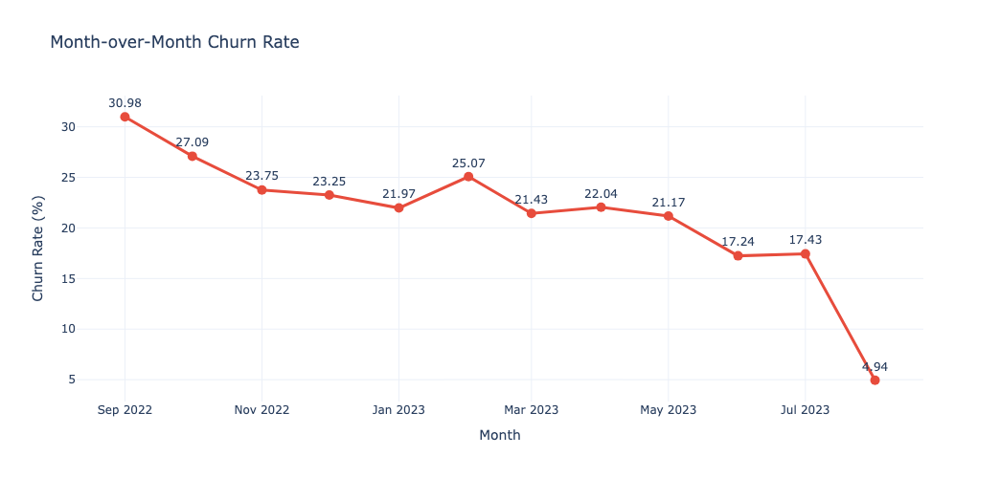 Month-over-Month Churn Rate
30.98
27.09
23.75
23.25
21.97
25.07
21.43
22.04
21.17
17.24
17.43
4.94
30
25
20
15
10
5
Churn Rate (%)
Sep 2022
Nov 2022
Jan 2023
Mar 2023
May 2023
Jul 2023
Month